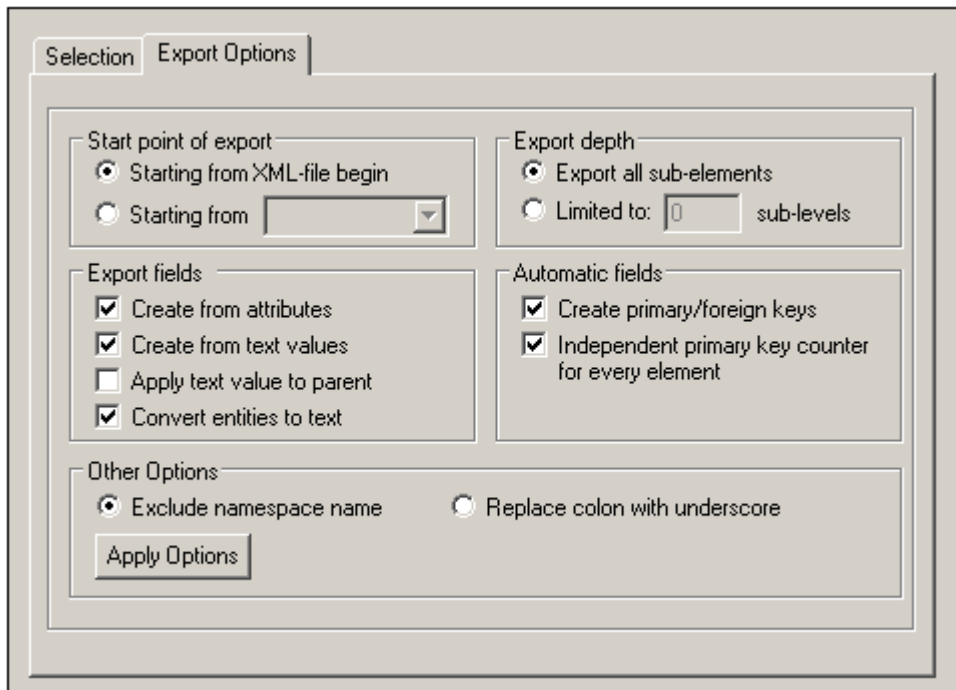 Selection
Export Options
Start point of export
Starting from XML-file begin
Starting from
Export depth
Export all sub-elements
Limited to: 0 sub-levels
Export fields
Create from attributes
Create from text values
Apply text value to parent
Convert entities to text
Automatic fields
Create primary/foreign keys
Independent primary key counter
for every element
Other Options
Exclude namespace name
Replace colon with underscore
Apply Options